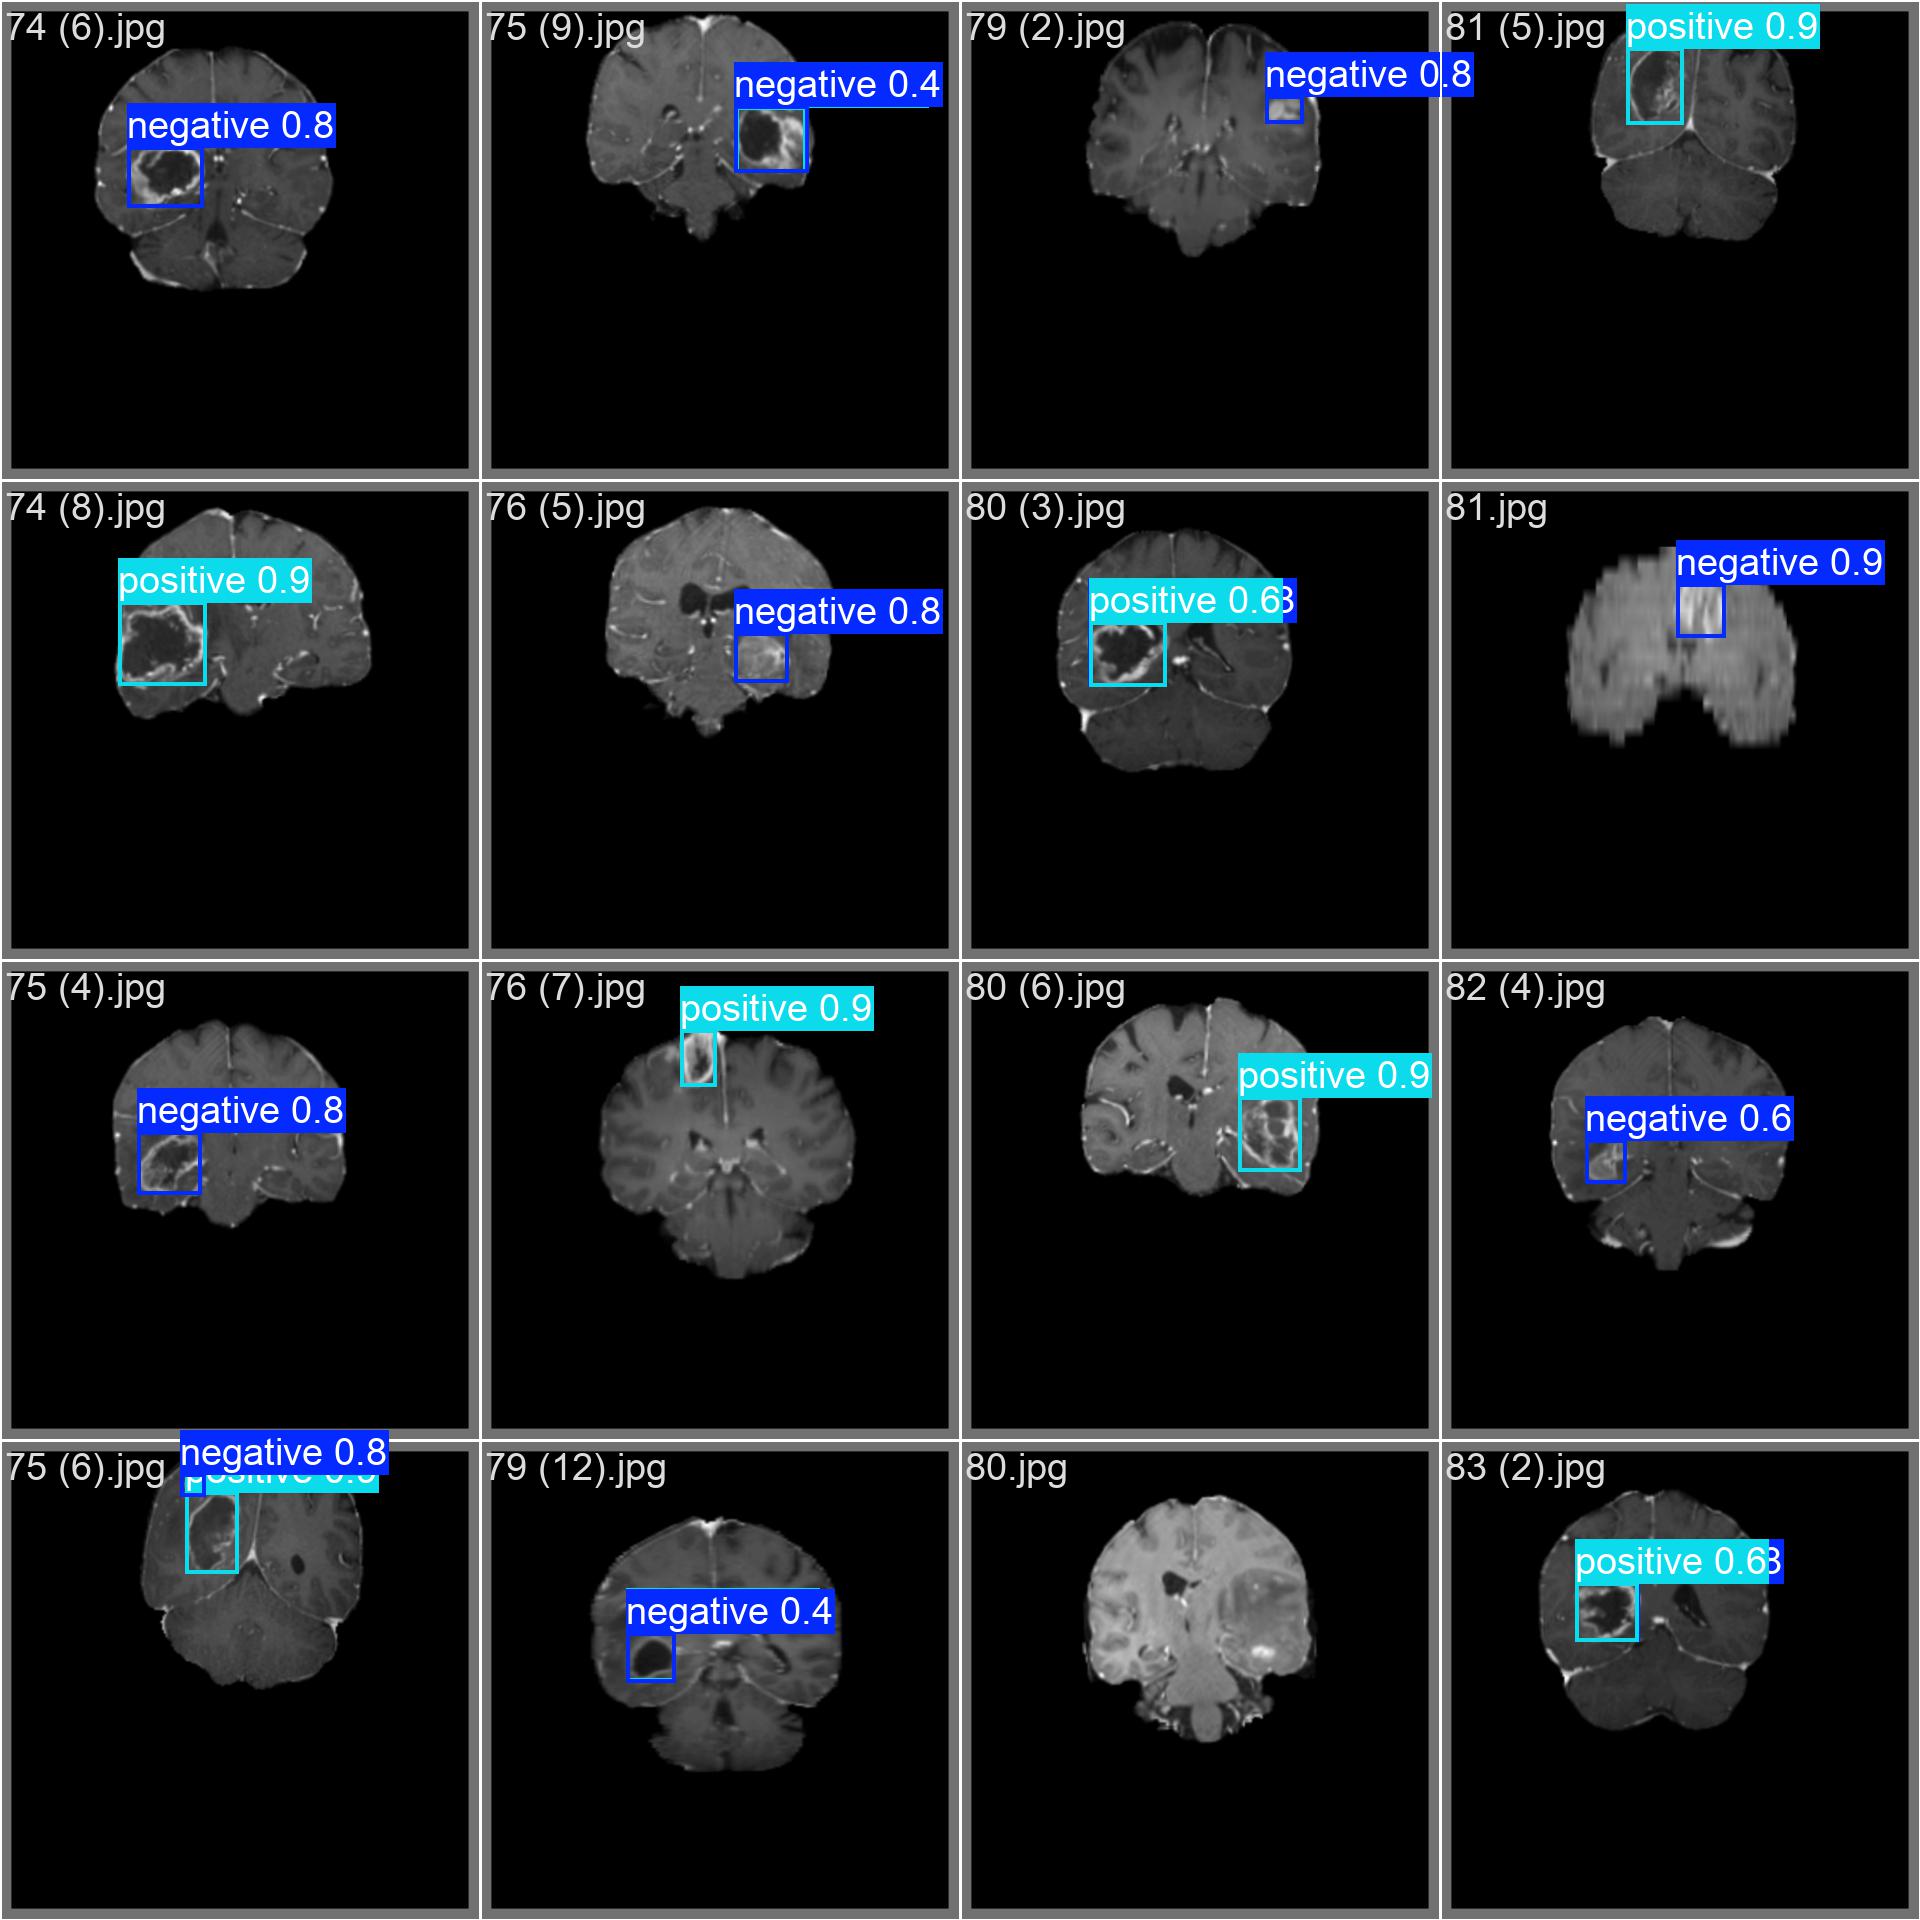 74 (6).jpg
negative 0.8
75 (9).jpg
negative 0.4
79 (2).jpg
negative 0.8
81 (5).jpg
positive 0.9
74 (8).jpg
positive 0.9
76 (5).jpg
negative 0.8
80 (3).jpg
positive 0.6
81.jpg
negative 0.9
75 (4).jpg
negative 0.8
76 (7).jpg
positive 0.9
80 (6).jpg
positive 0.9
82 (4).jpg
negative 0.6
75 (6).jpg
negative 0.8
79 (12).jpg
negative 0.4
80.jpg
83 (2).jpg
positive 0.6